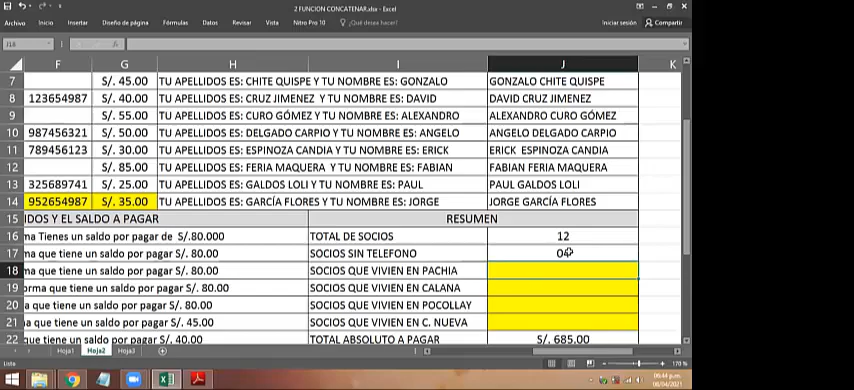 2 FUNCION CONCATENAR.xlsx - Excel
Archivo Inicio Insertar Diseño de página Fórmulas Datos Revisar Vista Nitro Pro 10 ¿Qué desea hacer? Iniciar sesión Compartir
J18 fx
F G H I J K
7 S/. 45.00 TU APELLIDOS ES: CHITE QUISPE Y TU NOMBRE ES: GONZALO GONZALO CHITE QUISPE
8 123654987 S/. 40.00 TU APELLIDOS ES: CRUZ JIMENEZ Y TU NOMBRE ES: DAVID DAVID CRUZ JIMENEZ
9 S/. 55.00 TU APELLIDOS ES: CURO GÓMEZ Y TU NOMBRE ES: ALEXANDRO ALEXANDRO CURO GÓMEZ
10 987456321 S/. 50.00 TU APELLIDOS ES: DELGADO CARPIO Y TU NOMBRE ES: ANGELO ANGELO DELGADO CARPIO
11 789456123 S/. 30.00 TU APELLIDOS ES: ESPINOZA CANDIA Y TU NOMBRE ES: ERICK ERICK ESPINOZA CANDIA
12 S/. 85.00 TU APELLIDOS ES: FERIA MAQUERA Y TU NOMBRE ES: FABIAN FABIAN FERIA MAQUERA
13 325689741 S/. 25.00 TU APELLIDOS ES: GALDOS LOLI Y TU NOMBRE ES: PAUL PAUL GALDOS LOLI
14 952654987 S/. 35.00 TU APELLIDOS ES: GARCÍA FLORES Y TU NOMBRE ES: JORGE JORGE GARCÍA FLORES
15 IDOS Y EL SALDO A PAGAR RESUMEN
16 ma Tienes un saldo por pagar de S/.80.000 TOTAL DE SOCIOS 12
17 ma que tiene un saldo por pagar S/. 80.00 SOCIOS SIN TELEFONO 04
18 ma que tiene un saldo por pagar S/. 80.00 SOCIOS QUE VIVIEN EN PACHIA
19 orma que tiene un saldo por pagar S/. 80.00 SOCIOS QUE VIVIEN EN CALANA
20 a que tiene un saldo por pagar S/. 80.00 SOCIOS QUE VIVIEN EN POCOLLAY
21 na que tiene un saldo por pagar S/. 45.00 SOCIOS QUE VIVIEN EN C. NUEVA
22 a que tiene un saldo por pagar S/. 40.00 TOTAL ABSOLUTO A PAGAR S/. 685.00
Hoja1 Hoja2 Hoja3
Listo 170 %
06:44 p.m.
08/04/2021